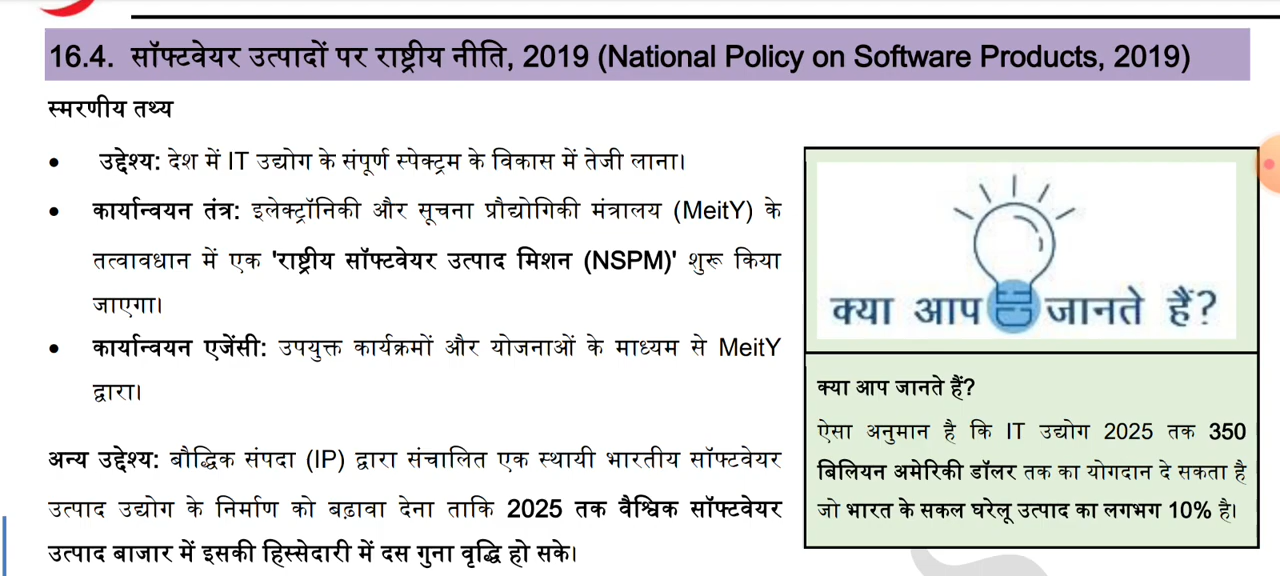 16.4. सॉफ्टवेयर उत्पादों पर राष्ट्रीय नीति, 2019 (National Policy on Software Products, 2019)
स्मरणीय तथ्य
• उद्देश्य: देश में IT उद्योग के संपूर्ण स्पेक्ट्रम के विकास में तेजी लाना।
• कार्यान्वयन तंत्र: इलेक्ट्रॉनिकी और सूचना प्रौद्योगिकी मंत्रालय (MeitY) के
तत्वावधान में एक 'राष्ट्रीय सॉफ्टवेयर उत्पाद मिशन (NSPM)' शुरू किया
जाएगा।
• कार्यान्वयन एजेंसी: उपयुक्त कार्यक्रमों और योजनाओं के माध्यम से MeitY
द्वारा।
अन्य उद्देश्य: बौद्धिक संपदा (IP) द्वारा संचालित एक स्थायी भारतीय सॉफ्टवेयर
उत्पाद उद्योग के निर्माण को बढ़ावा देना ताकि 2025 तक वैश्विक सॉफ्टवेयर
उत्पाद बाजार में इसकी हिस्सेदारी में दस गुना वृद्धि हो सके।
क्या आप जानते हैं?
क्या आप जानते हैं?
ऐसा अनुमान है कि IT उद्योग 2025 तक 350
बिलियन अमेरिकी डॉलर तक का योगदान दे सकता है
जो भारत के सकल घरेलू उत्पाद का लगभग 10% है।